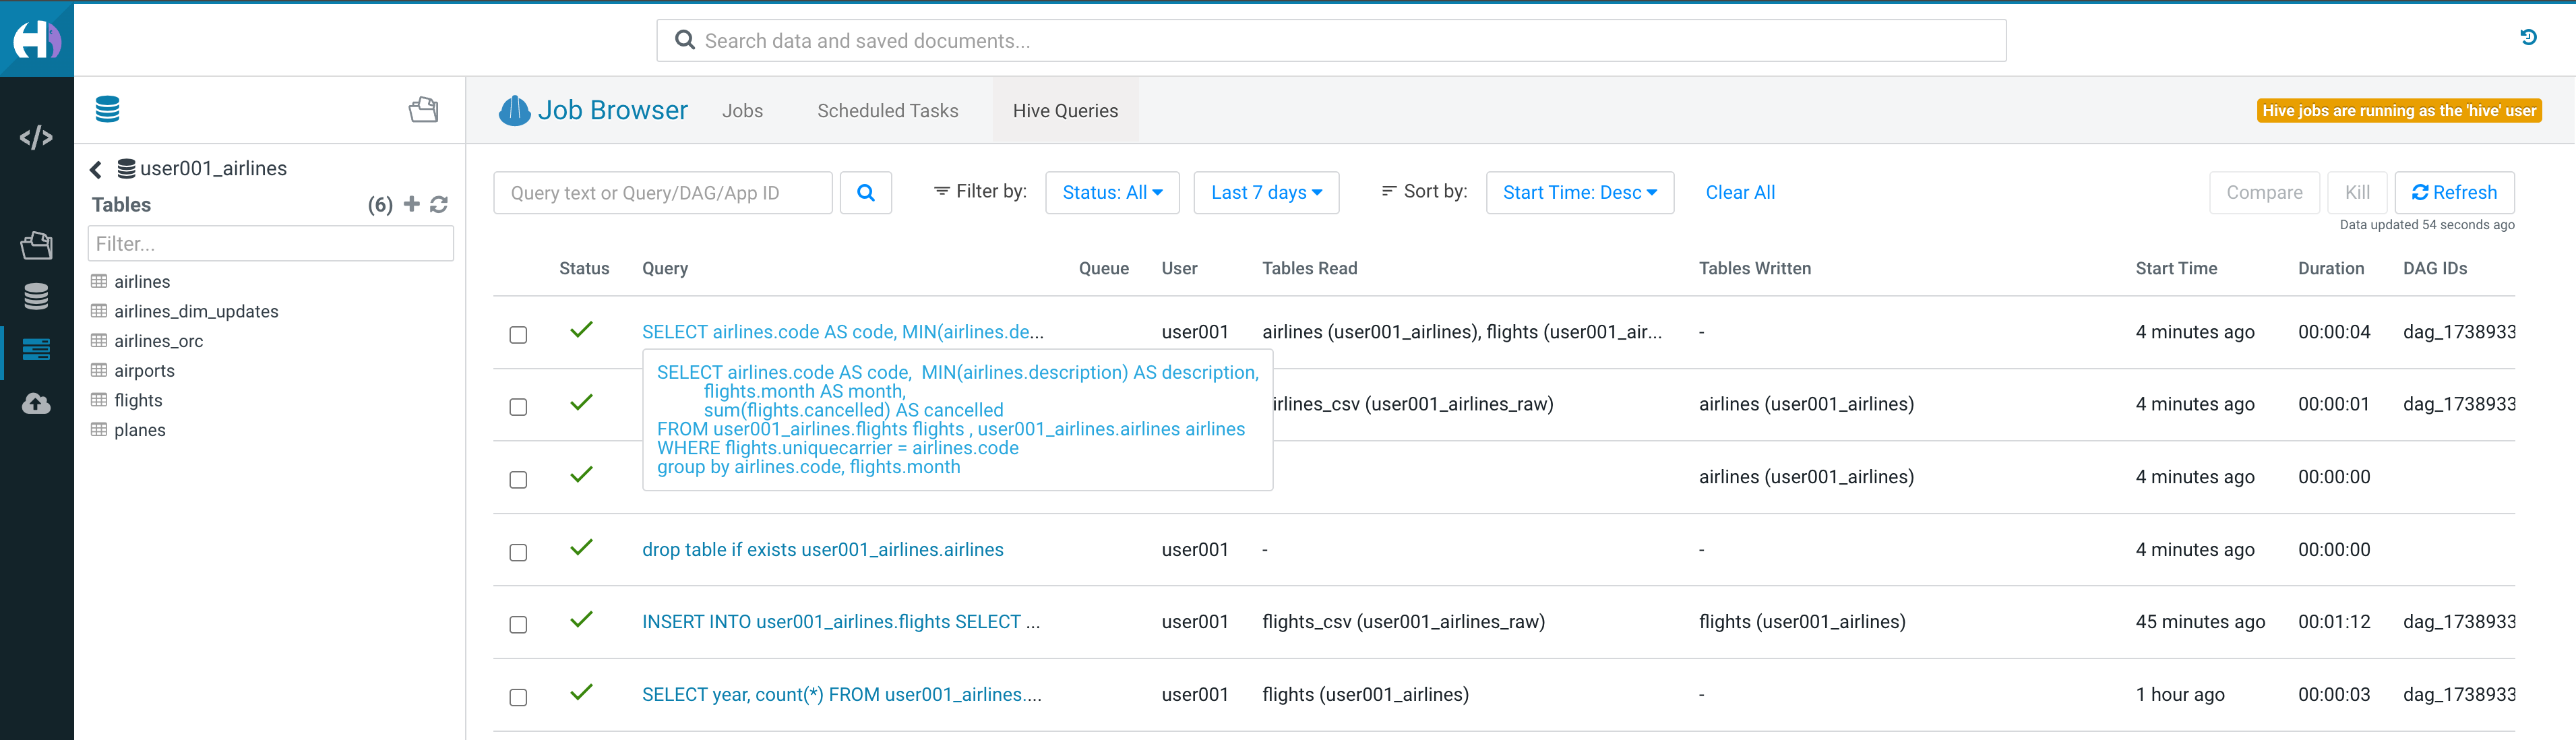 Search data and saved documents...
Job Browser Jobs Scheduled Tasks Hive Queries Hive jobs are running as the 'hive' user
user001_airlines
Tables (6)
Filter...
airlines
airlines_dim_updates
airlines_orc
airports
flights
planes
Query text or Query/DAG/App ID Filter by: Status: All Last 7 days Sort by: Start Time: Desc Clear All Compare Kill Refresh
Data updated 54 seconds ago
Status Query Queue User Tables Read Tables Written Start Time Duration DAG IDs
SELECT airlines.code AS code, MIN(airlines.de... user001 airlines (user001_airlines), flights (user001_air... - 4 minutes ago 00:00:04 dag_1738933
SELECT airlines.code AS code, MIN(airlines.description) AS description,
flights.month AS month,
sum(flights.cancelled) AS cancelled
FROM user001_airlines.flights flights , user001_airlines.airlines airlines
WHERE flights.uniquecarrier = airlines.code
group by airlines.code, flights.month
irlines_csv (user001_airlines_raw) airlines (user001_airlines) 4 minutes ago 00:00:01 dag_1738933
airlines (user001_airlines) 4 minutes ago 00:00:00
drop table if exists user001_airlines.airlines user001 - - 4 minutes ago 00:00:00
INSERT INTO user001_airlines.flights SELECT ... user001 flights_csv (user001_airlines_raw) flights (user001_airlines) 45 minutes ago 00:01:12 dag_1738933
SELECT year, count(*) FROM user001_airlines.... user001 flights (user001_airlines) - 1 hour ago 00:00:03 dag_1738933